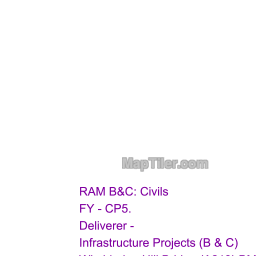 MapTiler.com
RAM B&C: Civils
FY - CP5.
Deliverer -
Infrastructure Projects (B & C)